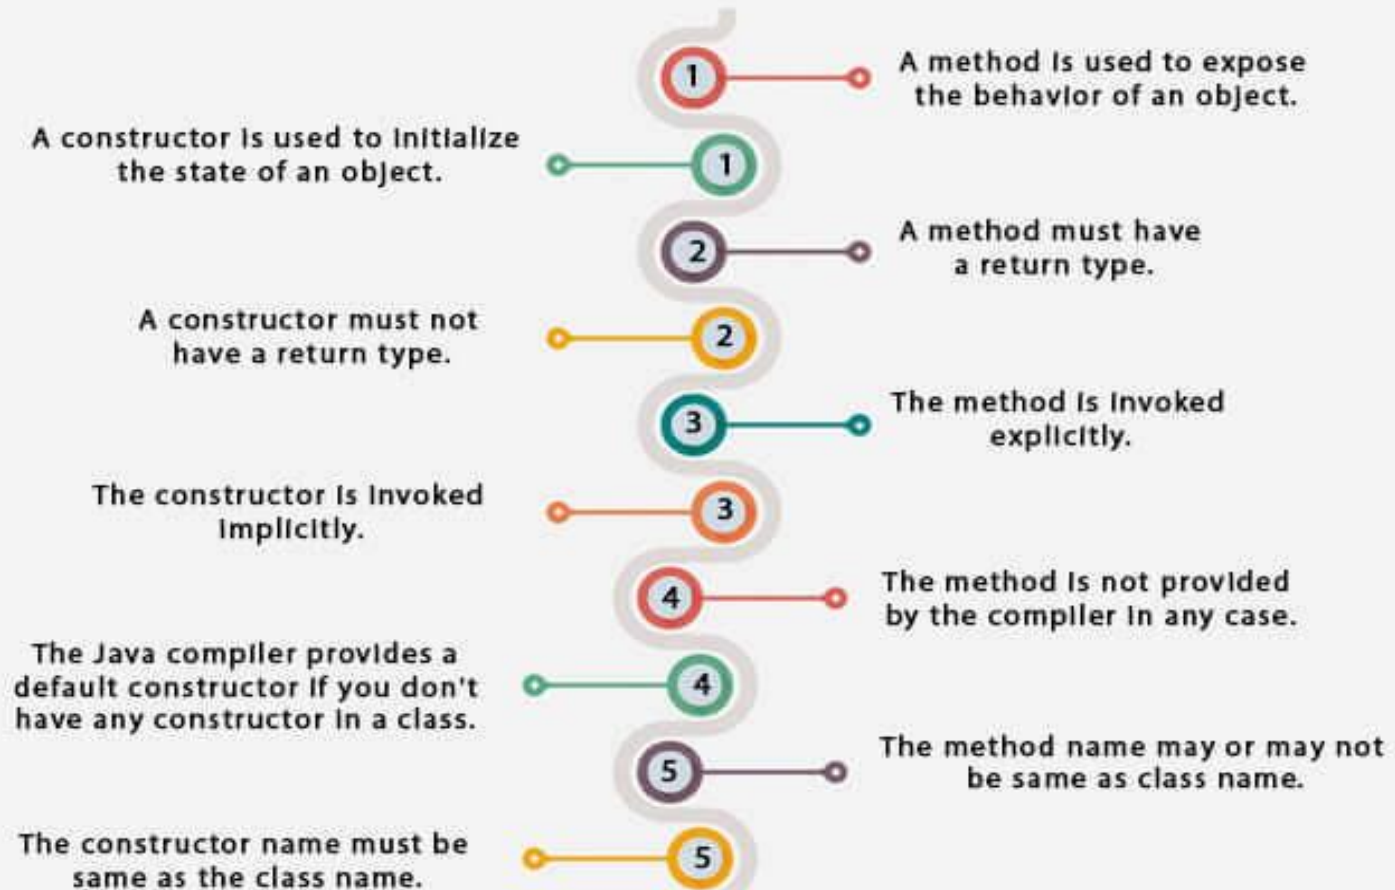 1
A method is used to expose
the behavior of an object.
A constructor is used to initialize
the state of an object.
1
2
A method must have
a return type.
A constructor must not
have a return type.
2
3
The method is invoked
explicitly.
The constructor is invoked
implicitly.
3
4
The method is not provided
by the compiler in any case.
The Java compiler provides a
default constructor if you don't
have any constructor in a class.
4
5
The method name may or may not
be same as class name.
The constructor name must be
same as the class name.
5